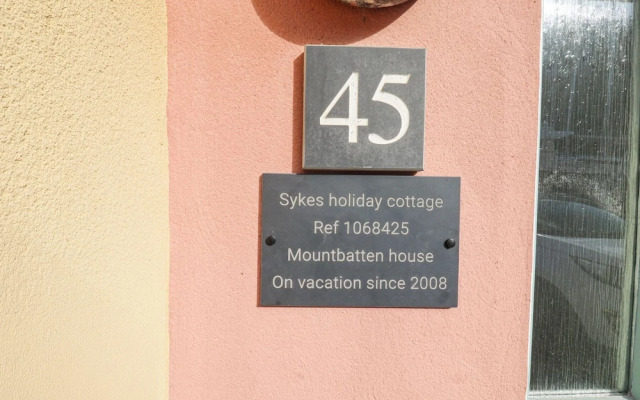 45
Sykes holiday cottage
Ref 1068425
Mountbatten house
On vacation since 2008